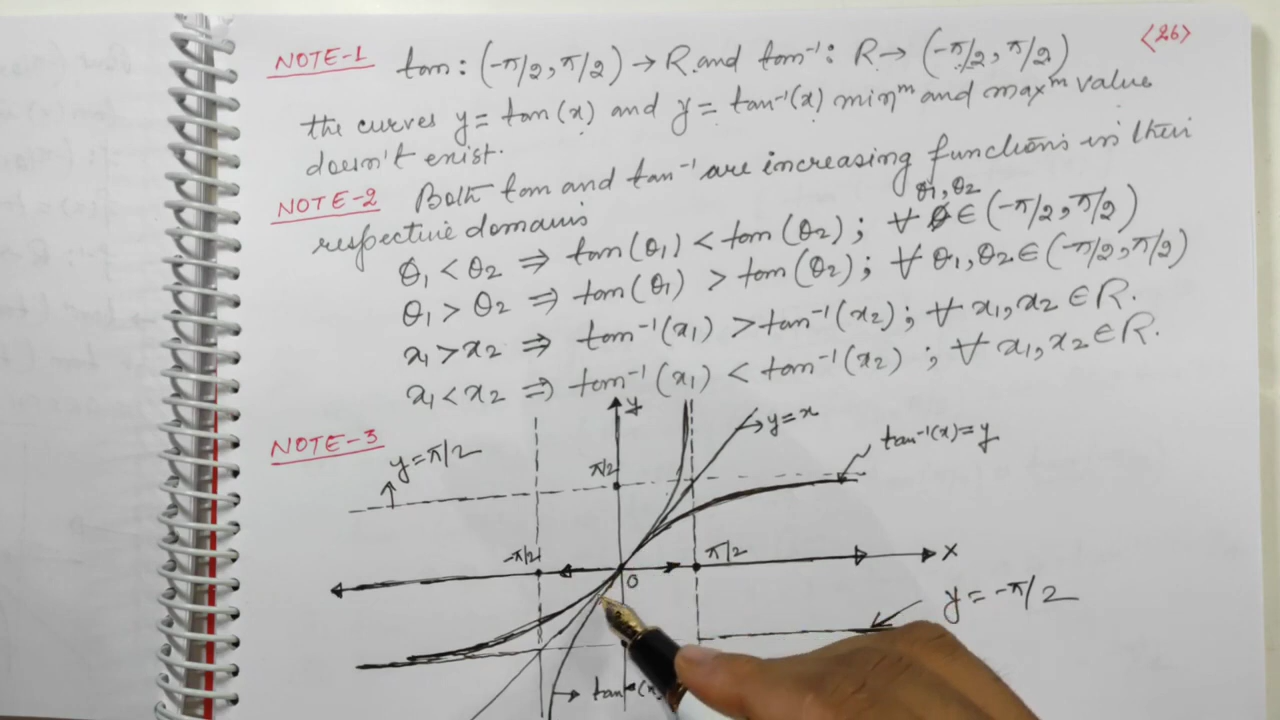 <26>
NOTE-1 tan: (-π/2, π/2) → R and tan⁻¹: R → (-π/2, π/2)
the curves y = tan(x) and y = tan⁻¹(x) minᵐ and maxᵐ value
doesn't exist.
NOTE-2 Both tan and tan⁻¹ are increasing functions in their
respective domains
θ1, θ2
θ₁ < θ₂ ⇒ tan(θ₁) < tan(θ₂); ∀ ∈ (-π/2, π/2)
θ₁ > θ₂ ⇒ tan(θ₁) > tan(θ₂); ∀ θ₁, θ₂ ∈ (-π/2, π/2)
x₁ > x₂ ⇒ tan⁻¹(x₁) > tan⁻¹(x₂); ∀ x₁, x₂ ∈ R.
x₁ < x₂ ⇒ tan⁻¹(x₁) < tan⁻¹(x₂); ∀ x₁, x₂ ∈ R.
NOTE-3
y
y = x
tan⁻¹(x) = y
y = π/2
π/2
-π/2
π/2
X
0
y = -π/2
tan